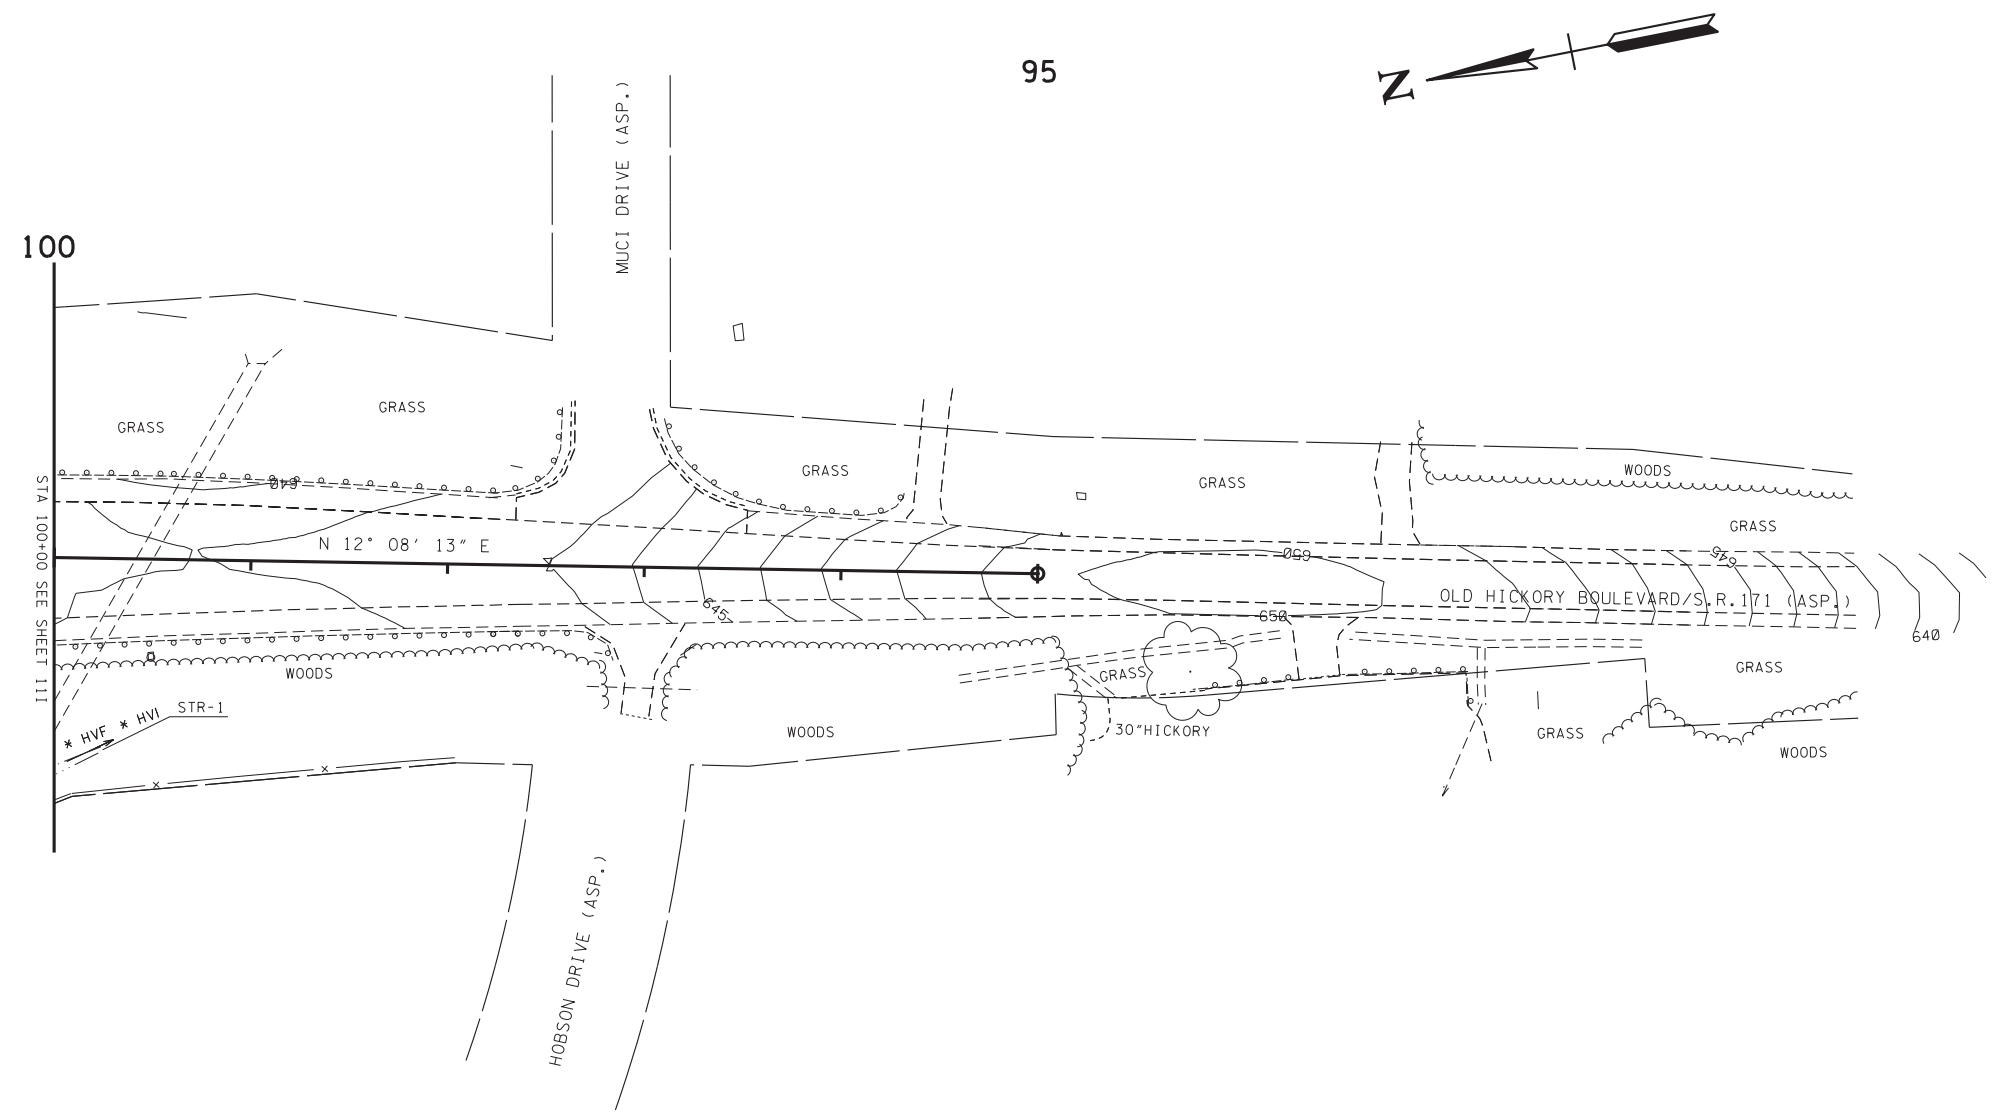 N
95
MUCI DRIVE (ASP.)
100
GRASS
GRASS
GRASS
GRASS
WOODS
640
GRASS
N 12° 08' 13" E
650
645
STA 100+00 SEE SHEET 11I
645
650
OLD HICKORY BOULEVARD/S.R.171 (ASP.)
640
WOODS
GRASS
GRASS
* HVF * HVI
STR-1
WOODS
30"HICKORY
GRASS
WOODS
HOBSON DRIVE (ASP.)